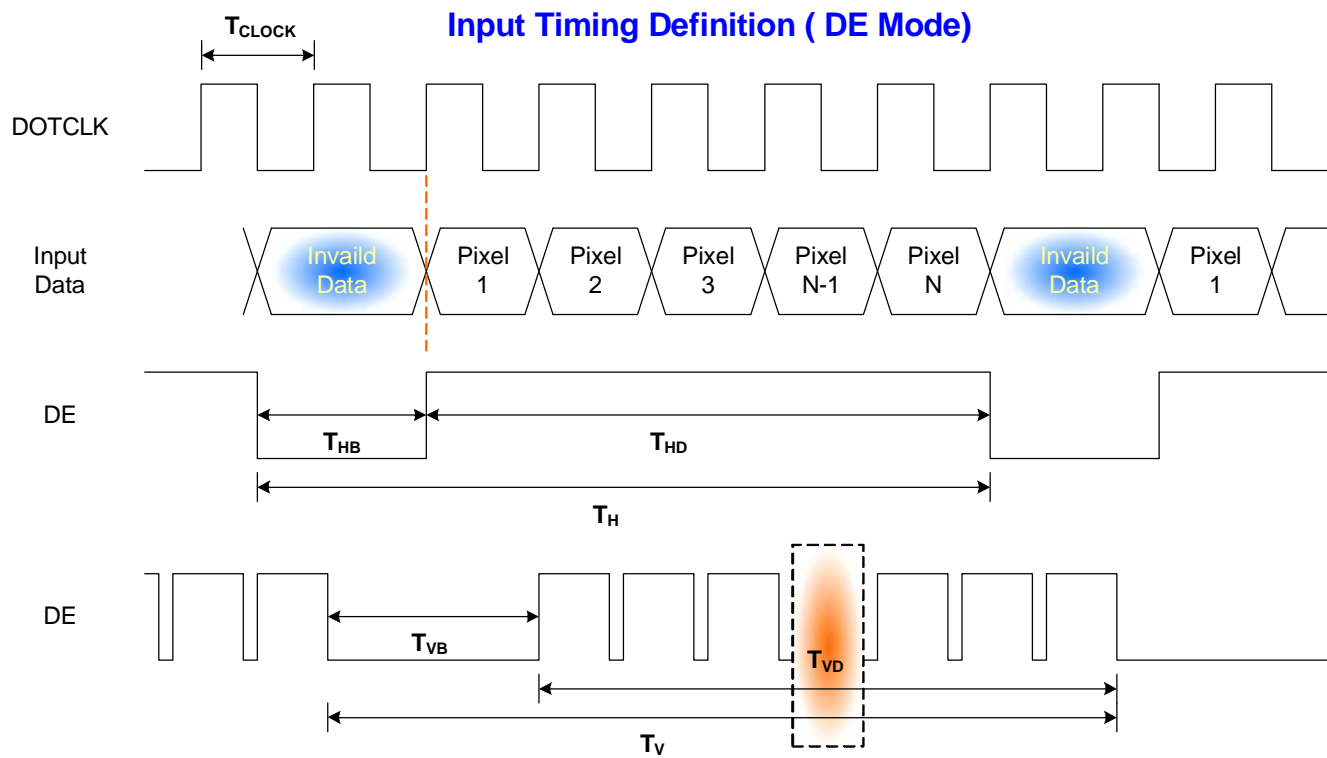 Input Timing Definition ( DE Mode)
TCLOCK
DOTCLK
Input
Data
Invaild
Data
Pixel
1
Pixel
2
Pixel
3
Pixel
N-1
Pixel
N
Invaild
Data
Pixel
1
DE
THB
THD
TH
DE
TVB
TVD
TV